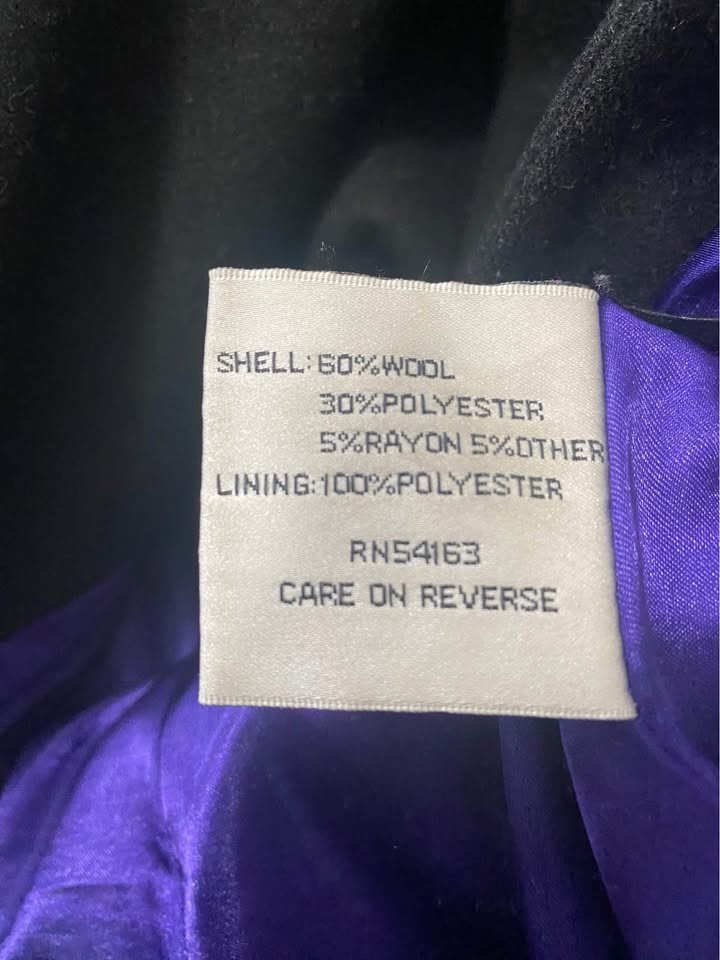 SHELL: 60%WOOL
30%POLYESTER
5%RAYON 5%OTHER
LINING:100%POLYESTER
RN54163
CARE ON REVERSE